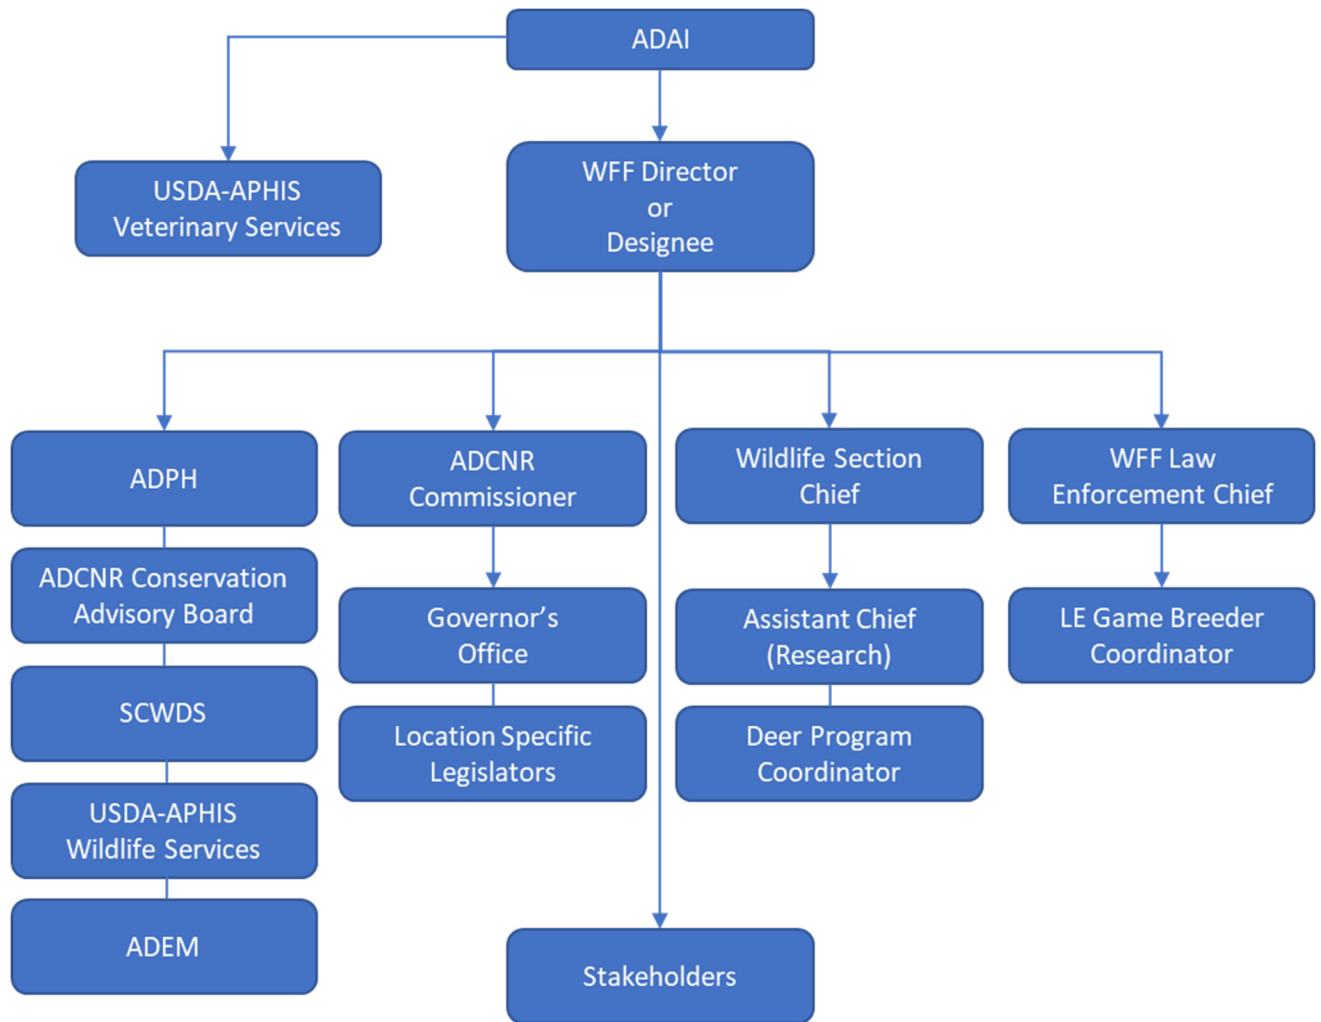 ADAI
USDA-APHIS
Veterinary Services
WFF Director
or
Designee
ADPH
ADCNR Conservation
Advisory Board
SCWDS
USDA-APHIS
Wildlife Services
ADEM
ADCNR
Commissioner
Governor’s
Office
Location Specific
Legislators
Wildlife Section
Chief
Assistant Chief
(Research)
Deer Program
Coordinator
WFF Law
Enforcement Chief
LE Game Breeder
Coordinator
Stakeholders